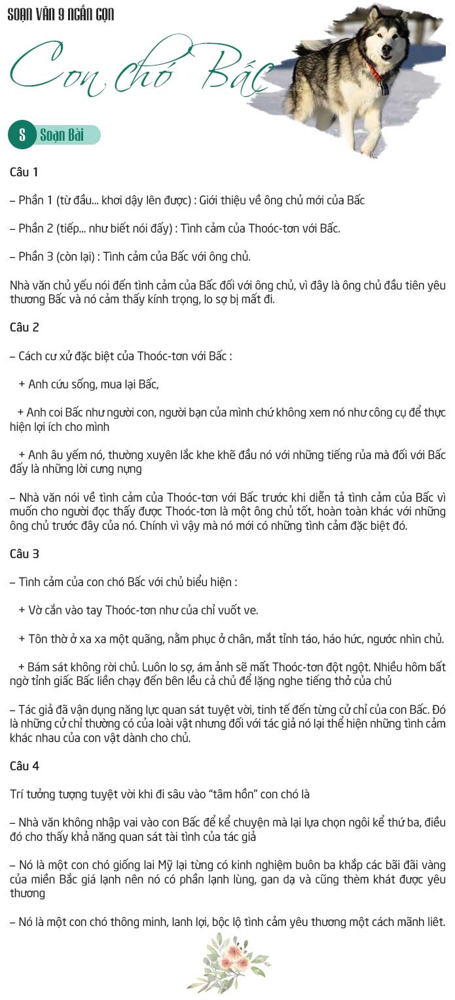 SOẠN VĂN 9 NGẮN GỌN
Con chó Bấc
S Soạn Bài
Câu 1
– Phần 1 (từ đầu... khơi dậy lên được) : Giới thiệu về ông chủ mới của Bấc
– Phần 2 (tiếp... như biết nói đấy) : Tình cảm của Thoóc-tơn với Bấc.
– Phần 3 (còn lại) : Tình cảm của Bấc với ông chủ.
Nhà văn chủ yếu nói đến tình cảm của Bấc đối với ông chủ, vì đây là ông chủ đầu tiên yêu
thương Bấc và nó cảm thấy kính trọng, lo sợ bị mất đi.
Câu 2
– Cách cư xử đặc biệt của Thoóc-tơn với Bấc :
+ Anh cứu sống, mua lại Bấc,
+ Anh coi Bấc như người con, người bạn của mình chứ không xem nó như công cụ để thực
hiện lợi ích cho mình
+ Anh âu yếm nó, thường xuyên lắc khe khẽ đầu nó với những tiếng rủa mà đối với Bấc
đấy là những lời cưng nựng
– Nhà văn nói về tình cảm của Thoóc-tơn với Bấc trước khi diễn tả tình cảm của Bấc vì
muốn cho người đọc thấy được Thoóc-tơn là một ông chủ tốt, hoàn toàn khác với những
ông chủ trước đây của nó. Chính vì vậy mà nó mới có những tình cảm đặc biệt đó.
Câu 3
– Tình cảm của con chó Bấc với chủ biểu hiện :
+ Vờ cắn vào tay Thoóc-tơn như của chỉ vuốt ve.
+ Tôn thờ ở xa xa một quãng, nằm phục ở chân, mắt tỉnh táo, háo hức, ngước nhìn chủ.
+ Bám sát không rời chủ. Luôn lo sợ, ám ảnh sẽ mất Thoóc-tơn đột ngột. Nhiều hôm bất
ngờ tỉnh giấc Bấc liền chạy đến bên lều cả chủ để lặng nghe tiếng thở của chủ
– Tác giả đã vận dụng năng lực quan sát tuyệt vời, tinh tế đến từng cử chỉ của con Bấc. Đó
là những cử chỉ thường có của loài vật nhưng đối với tác giả nó lại thể hiện những tình cảm
khác nhau của con vật dành cho chủ.
Câu 4
Trí tưởng tượng tuyệt vời khi đi sâu vào “tâm hồn” con chó là
– Nhà văn không nhập vai vào con Bấc để kể chuyện mà lại lựa chọn ngôi kể thứ ba, điều
đó cho thấy khả năng quan sát tài tình của tác giả
– Nó là một con chó giống lai Mỹ lại từng có kinh nghiệm buôn ba khắp các bãi đãi vàng
của miền Bắc giá lạnh nên nó có phần lạnh lùng, gan dạ và cũng thèm khát được yêu
thương
– Nó là một con chó thông minh, lanh lợi, bộc lộ tình cảm yêu thương một cách mãnh liêt.